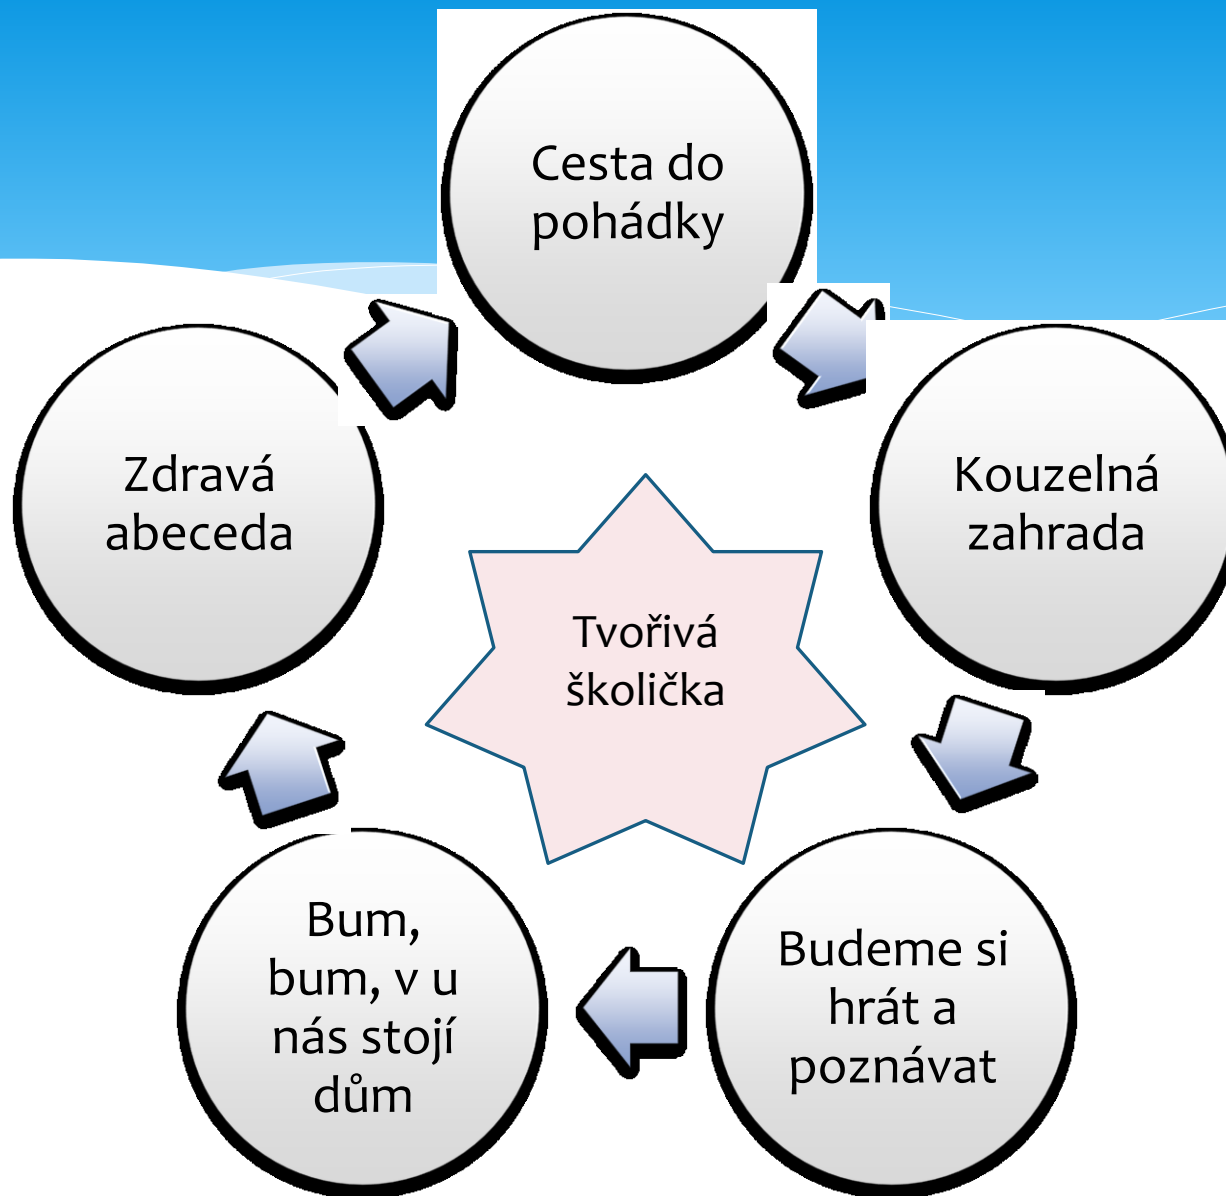 Cesta do
pohádky
Zdravá
abeceda
Kouzelná
zahrada
Tvořivá
školička
Bum,
bum, v u
nás stojí
dům
Budeme si
hrát a
poznávat